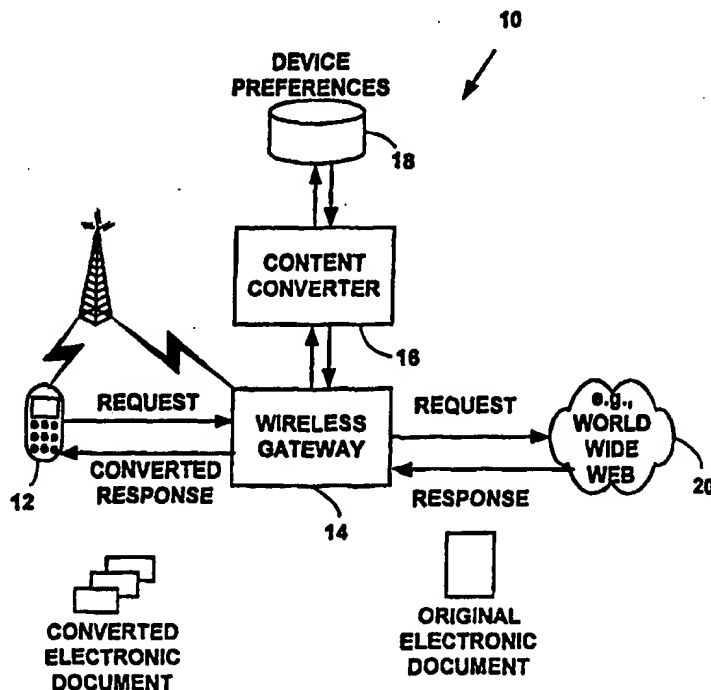 10
DEVICE
PREFERENCES
18
CONTENT
CONVERTER
16
REQUEST
WIRELESS
GATEWAY
REQUEST
e.g.,
WORLD
WIDE
WEB
CONVERTED
RESPONSE
RESPONSE
12
14
20
CONVERTED
ELECTRONIC
DOCUMENT
ORIGINAL
ELECTRONIC
DOCUMENT